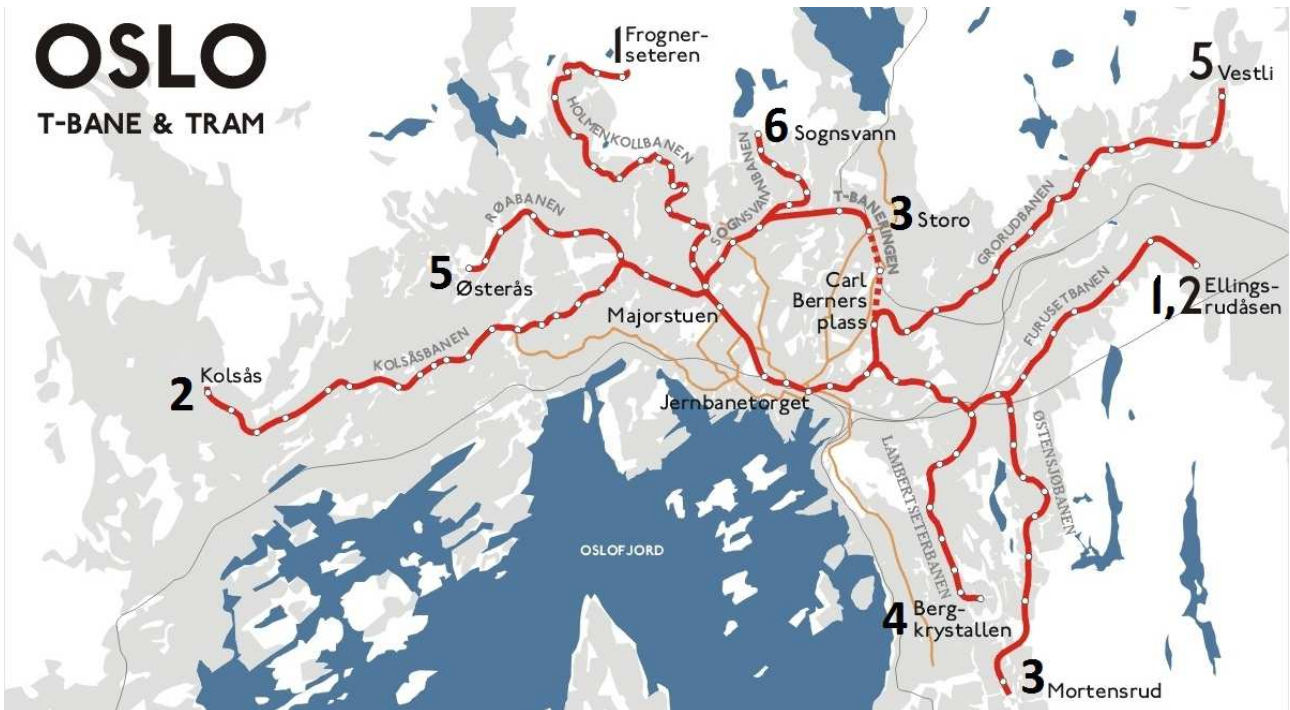 OSLO
T-BANE & TRAM
1
Frogner-
seteren
5
Vestli
HOLMENKOLLBANEN
6
Sognsvann
SOGNSVANNBANEN
RØABANEN
T-BANERINGEN
3
Storo
GRORUDBANEN
5
Østerås
Carl
Berners
plass
FURUSETBANEN
1,2
Ellings-
rudåsen
Majorstuen
KOLSÅSBANEN
2
Kolsås
Jernbanetorget
ØSTENSJØBANEN
LAMBERTSETERBANEN
OSLOFJORD
4
Berg-
krystallen
3
Mortensrud